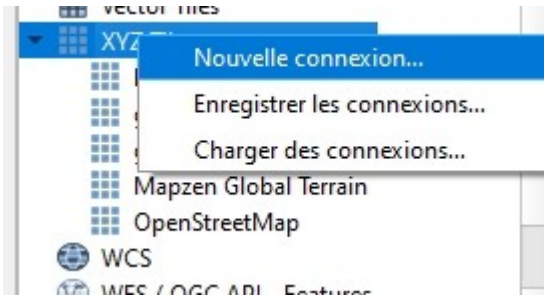 Vector Tiles
XYZ
Nouvelle connexion...
Enregistrer les connexions...
Charger des connexions...
Mapzen Global Terrain
OpenStreetMap
WCS
WFS / OGC API - Features